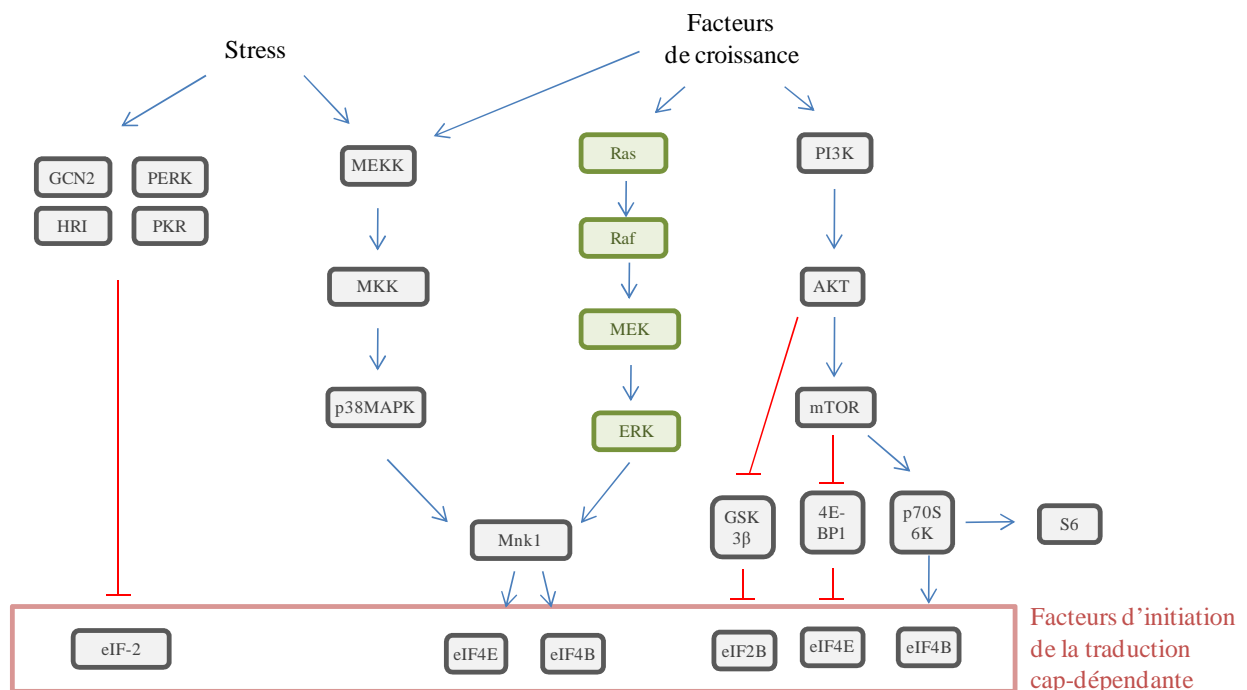 Stress
Facteurs
de croissance
GCN2
PERK
HRI
PKR
MEKK
Ras
PI3K
Raf
MKK
AKT
MEK
p38MAPK
ERK
mTOR
Mnk1
GSK
3β
4E-
BP1
p70S
6K
S6
eIF-2
eIF4E
eIF4B
eIF2B
eIF4E
eIF4B
Facteurs d’initiation
de la traduction
cap-dépendante